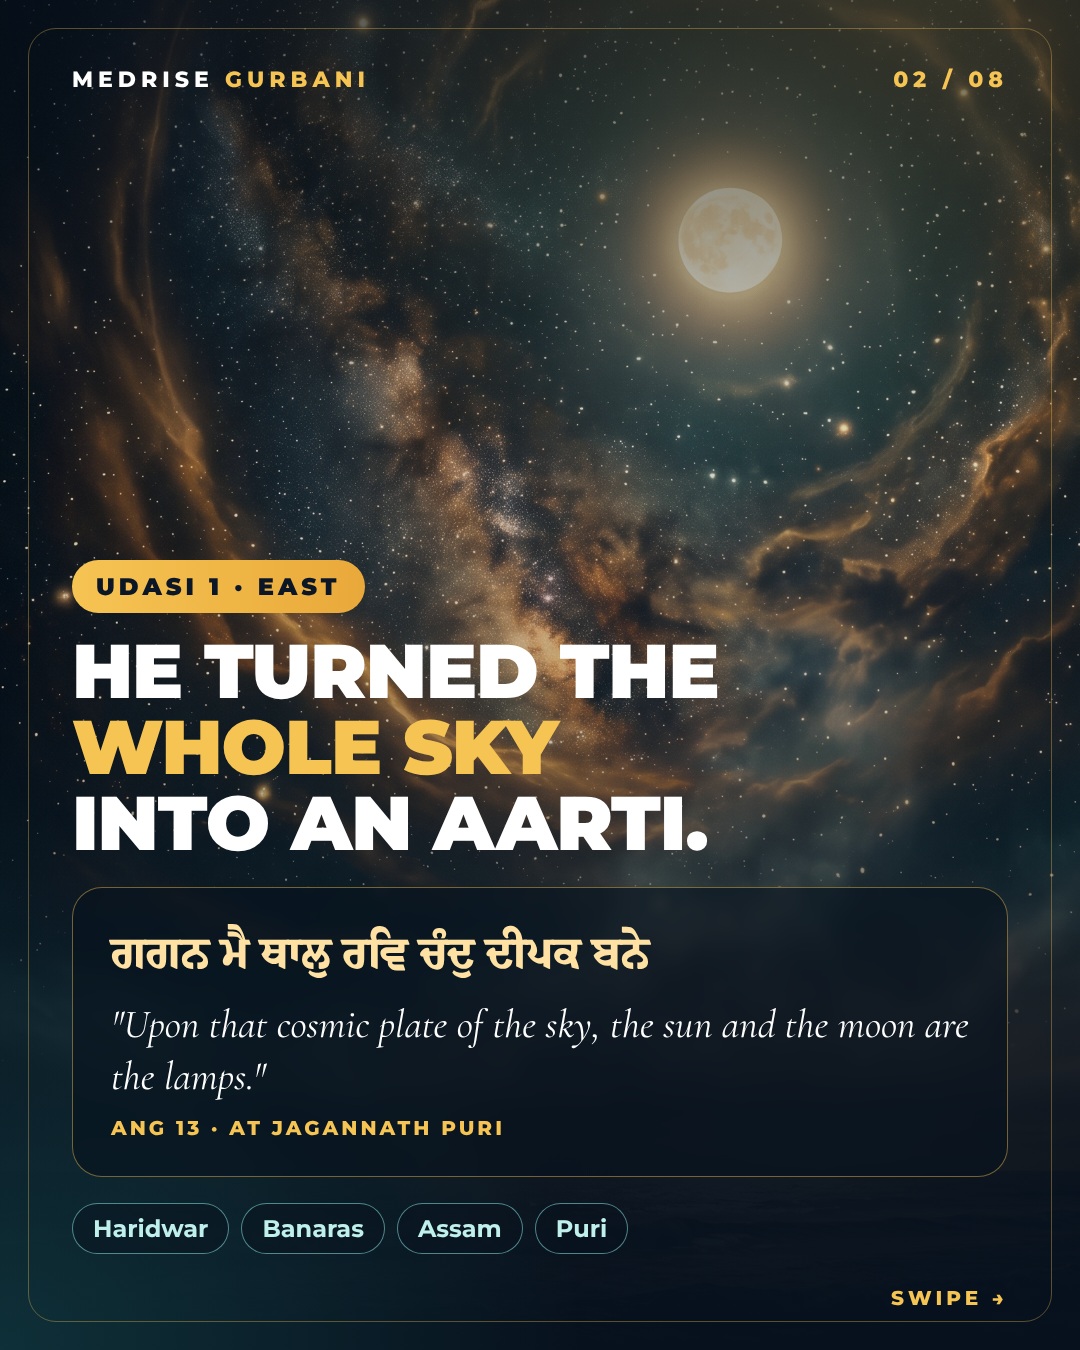 MEDRISE GURBANI
02 / 08
UDASI 1 · EAST
HE TURNED THE
WHOLE SKY
INTO AN AARTI.
ਗਗਨ ਮੈ ਥਾਲੁ ਰਵਿ ਚੰਦੁ ਦੀਪਕ ਬਨੇ
"Upon that cosmic plate of the sky, the sun and the moon are
the lamps."
ANG 13 · AT JAGANNATH PURI
Haridwar
Banaras
Assam
Puri
SWIPE →